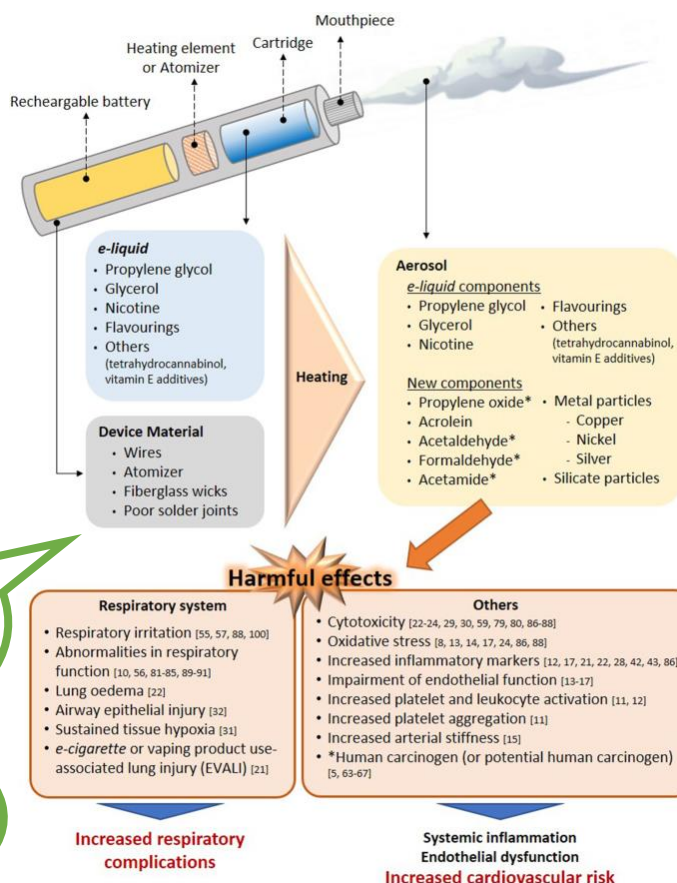 Mouthpiece
Heating element
or Atomizer
Cartridge
Recheargable battery
e-liquid
• Propylene glycol
• Glycerol
• Nicotine
• Flavourings
• Others
(tetrahydrocannabinol,
vitamin E additives)
Device Material
• Wires
• Atomizer
• Fiberglass wicks
• Poor solder joints
Heating
Aerosol
e-liquid components
• Propylene glycol
• Glycerol
• Nicotine
• Flavourings
• Others
(tetrahydrocannabinol,
vitamin E additives)
New components
• Propylene oxide*
• Acrolein
• Acetaldehyde*
• Formaldehyde*
• Acetamide*
• Metal particles
- Copper
- Nickel
- Silver
• Silicate particles
Harmful effects
Respiratory system
• Respiratory irritation [55, 57, 88, 100]
• Abnormalities in respiratory
function [10, 56, 81-85, 89-91]
• Lung oedema [22]
• Airway epithelial injury [32]
• Sustained tissue hypoxia [31]
• e-cigarette or vaping product use-
associated lung injury (EVALI) [21]
Others
• Cytotoxicity [22-24, 29, 30, 59, 79, 80, 86-88]
• Oxidative stress [8, 13, 14, 17, 24, 86, 88]
• Increased inflammatory markers [12, 17, 21, 22, 28, 42, 43, 86]
• Impairment of endothelial function [13-17]
• Increased platelet and leukocyte activation [11, 12]
• Increased platelet aggregation [11]
• Increased arterial stiffness [15]
• *Human carcinogen (or potential human carcinogen)
[5, 63-67]
Increased respiratory
complications
Systemic inflammation
Endothelial dysfunction
Increased cardiovascular risk